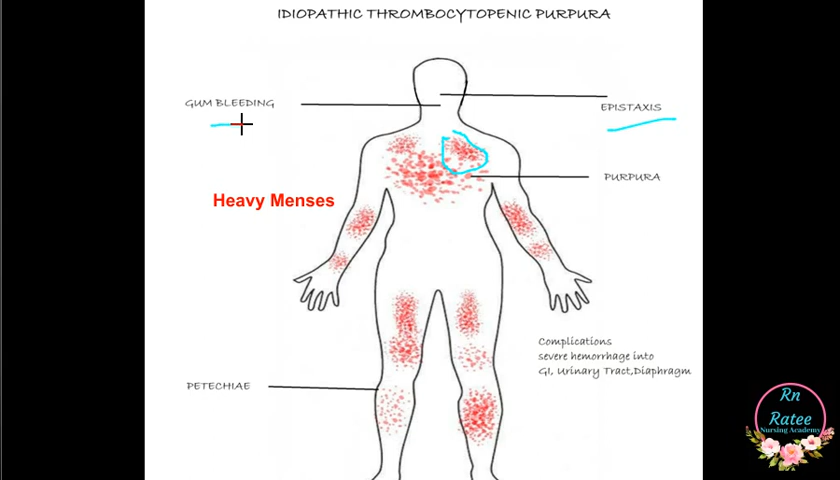 IDIOPATHIC THROMBOCYTOPENIC PURPURA
GUM BLEEDING
EPISTAXIS
PURPURA
Heavy Menses
Complications
severe hemorrhage into
GI, Urinary Tract,Diaphragm
PETECHIAE
Rn
Ratee
Nursing Academy